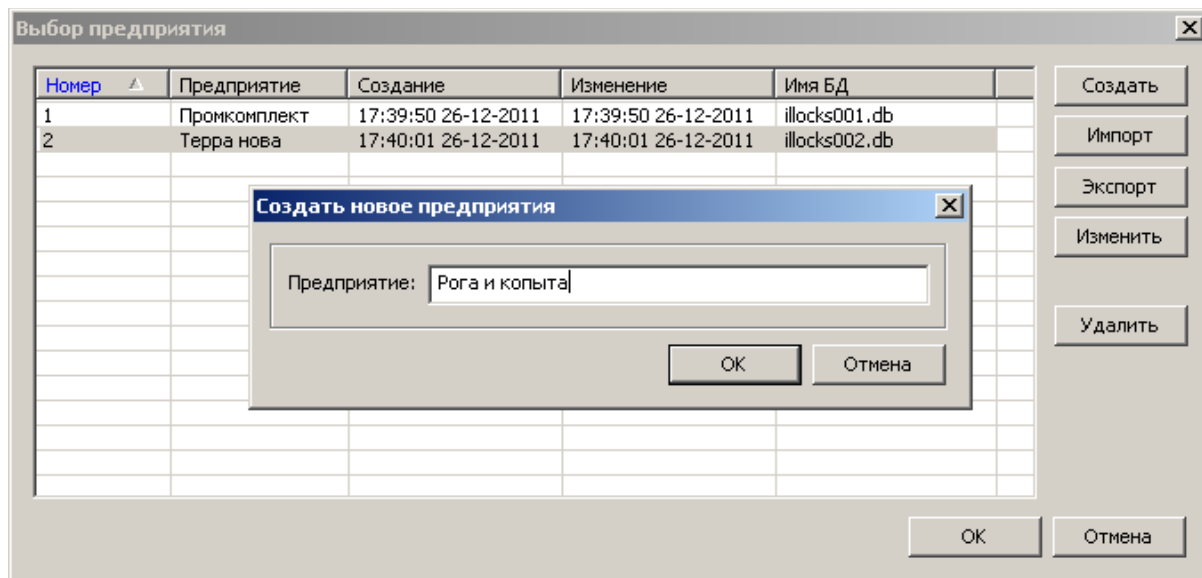 Выбор предприятия
Номер Предприятие Создание Изменение Имя БД
1 Промкомплект 17:39:50 26-12-2011 17:39:50 26-12-2011 illocks001.db
2 Терра нова 17:40:01 26-12-2011 17:40:01 26-12-2011 illocks002.db
Создать
Импорт
Экспорт
Изменить
Удалить
Создать новое предприятия
Предприятие: Рога и копыта
ОК Отмена
ОК Отмена